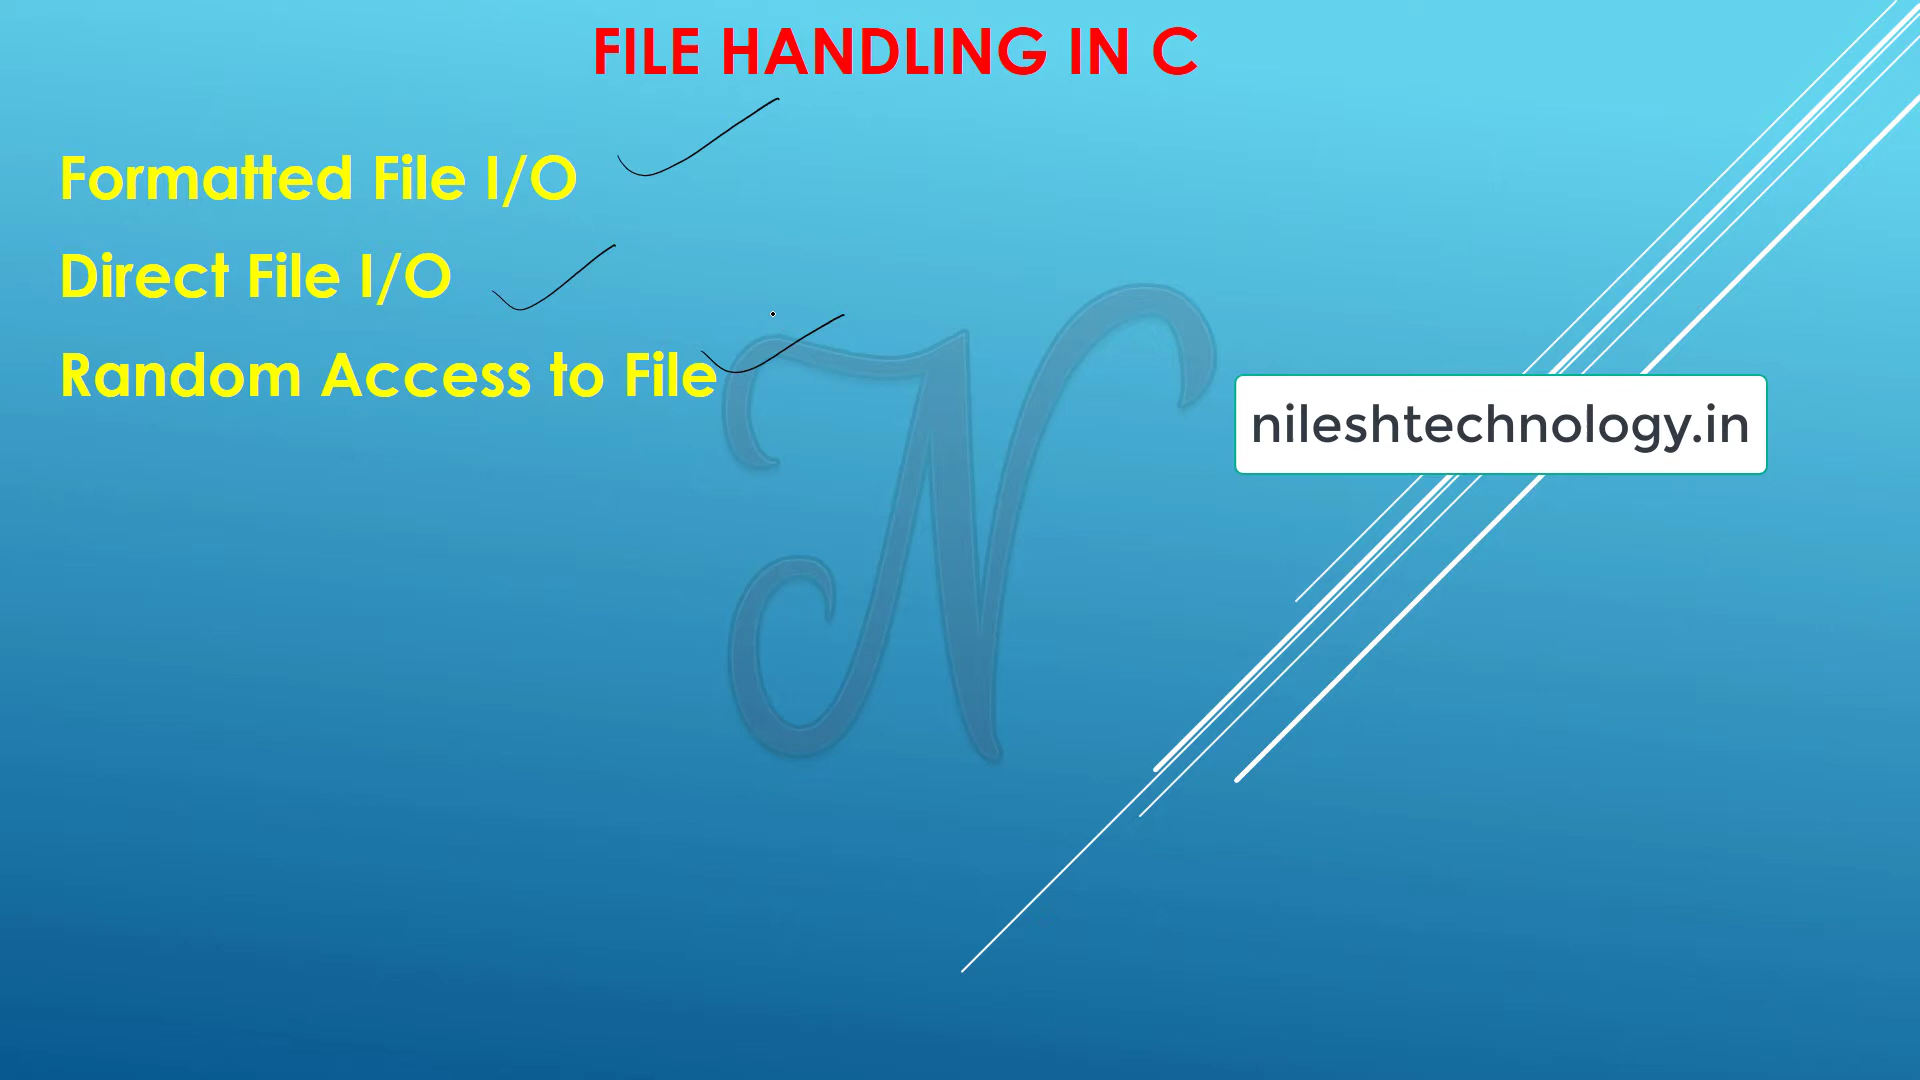 FILE HANDLING IN C
Formatted File I/O
Direct File I/O
Random Access to File
nileshtechnology.in
N